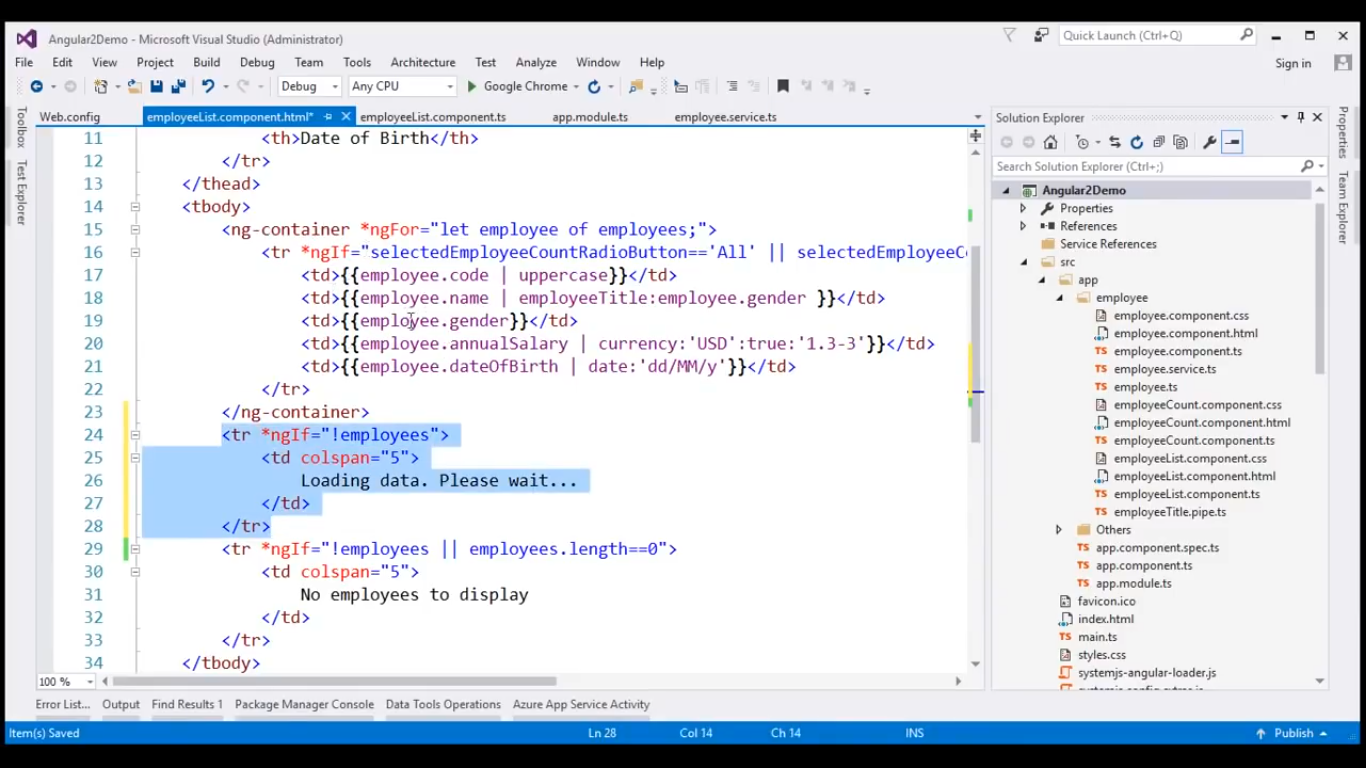 Angular2Demo - Microsoft Visual Studio (Administrator)
Quick Launch (Ctrl+Q)
File Edit View Project Build Debug Team Tools Architecture Test Analyze Window Help
Sign in
Debug Any CPU Google Chrome
Toolbox
Test Explorer
Web.config employeeList.component.html* employeeList.component.ts app.module.ts employee.service.ts
11 <th>Date of Birth</th>
12 </tr>
13 </thead>
14 <tbody>
15 <ng-container *ngFor="let employee of employees;">
16 <tr *ngIf="selectedEmployeeCountRadioButton=='All' || selectedEmployeeC
17 <td>{{employee.code | uppercase}}</td>
18 <td>{{employee.name | employeeTitle:employee.gender }}</td>
19 <td>{{employee.gender}}</td>
20 <td>{{employee.annualSalary | currency:'USD':true:'1.3-3'}}</td>
21 <td>{{employee.dateOfBirth | date:'dd/MM/y'}}</td>
22 </tr>
23 </ng-container>
24 <tr *ngIf="!employees">
25 <td colspan="5">
26 Loading data. Please wait...
27 </td>
28 </tr>
29 <tr *ngIf="!employees || employees.length==0">
30 <td colspan="5">
31 No employees to display
32 </td>
33 </tr>
34 </tbody>
100 %
Solution Explorer
Search Solution Explorer (Ctrl+;)
Angular2Demo
Properties
References
Service References
src
app
employee
employee.component.css
employee.component.html
employee.component.ts
employee.service.ts
employee.ts
employeeCount.component.css
employeeCount.component.html
employeeCount.component.ts
employeeList.component.css
employeeList.component.html
employeeList.component.ts
employeeTitle.pipe.ts
Others
app.component.spec.ts
app.component.ts
app.module.ts
favicon.ico
index.html
main.ts
styles.css
systemjs-angular-loader.js
Properties
Team Explorer
Error List... Output Find Results 1 Package Manager Console Data Tools Operations Azure App Service Activity
Item(s) Saved Ln 28 Col 14 Ch 14 INS Publish